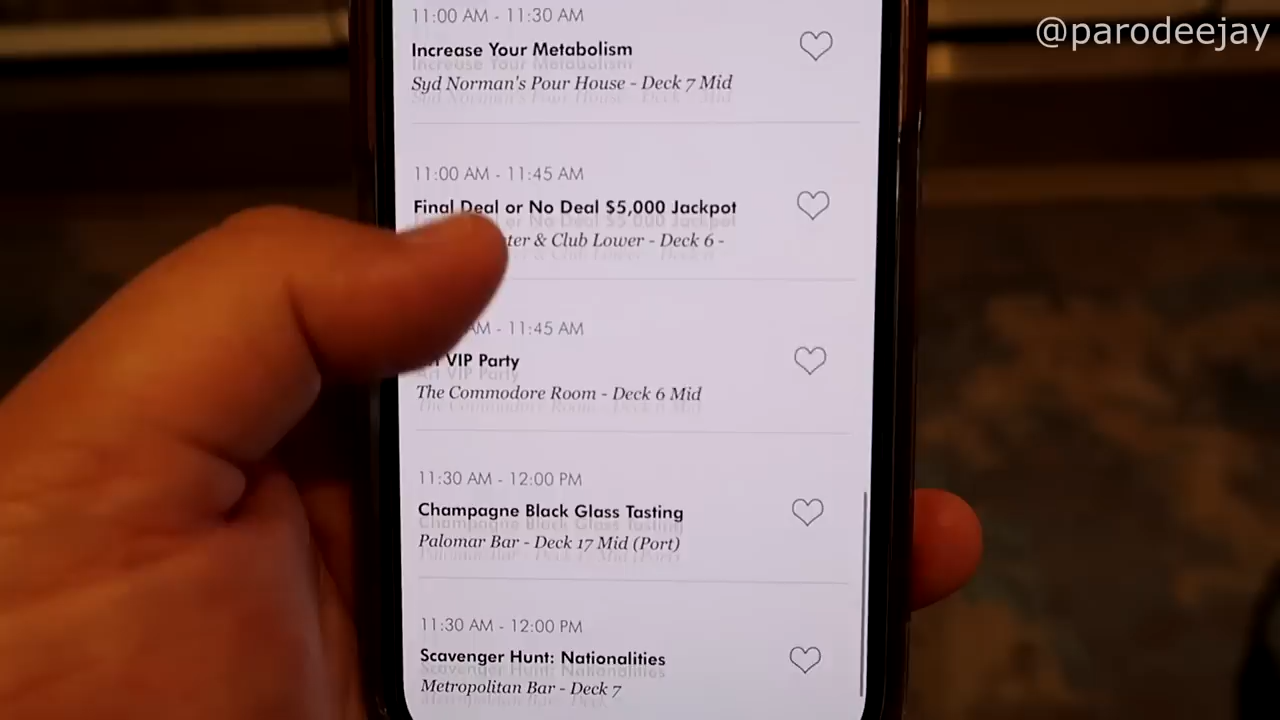 @parodeejay
11:00 AM - 11:30 AM
Increase Your Metabolism
Syd Norman's Pour House - Deck 7 Mid
11:00 AM - 11:45 AM
Final Deal or No Deal $5,000 Jackpot
& Club Lower - Deck 6 -
AM - 11:45 AM
VIP Party
The Commodore Room - Deck 6 Mid
11:30 AM - 12:00 PM
Champagne Black Glass Tasting
Palomar Bar - Deck 17 Mid (Port)
11:30 AM - 12:00 PM
Scavenger Hunt: Nationalities
Metropolitan Bar - Deck 7